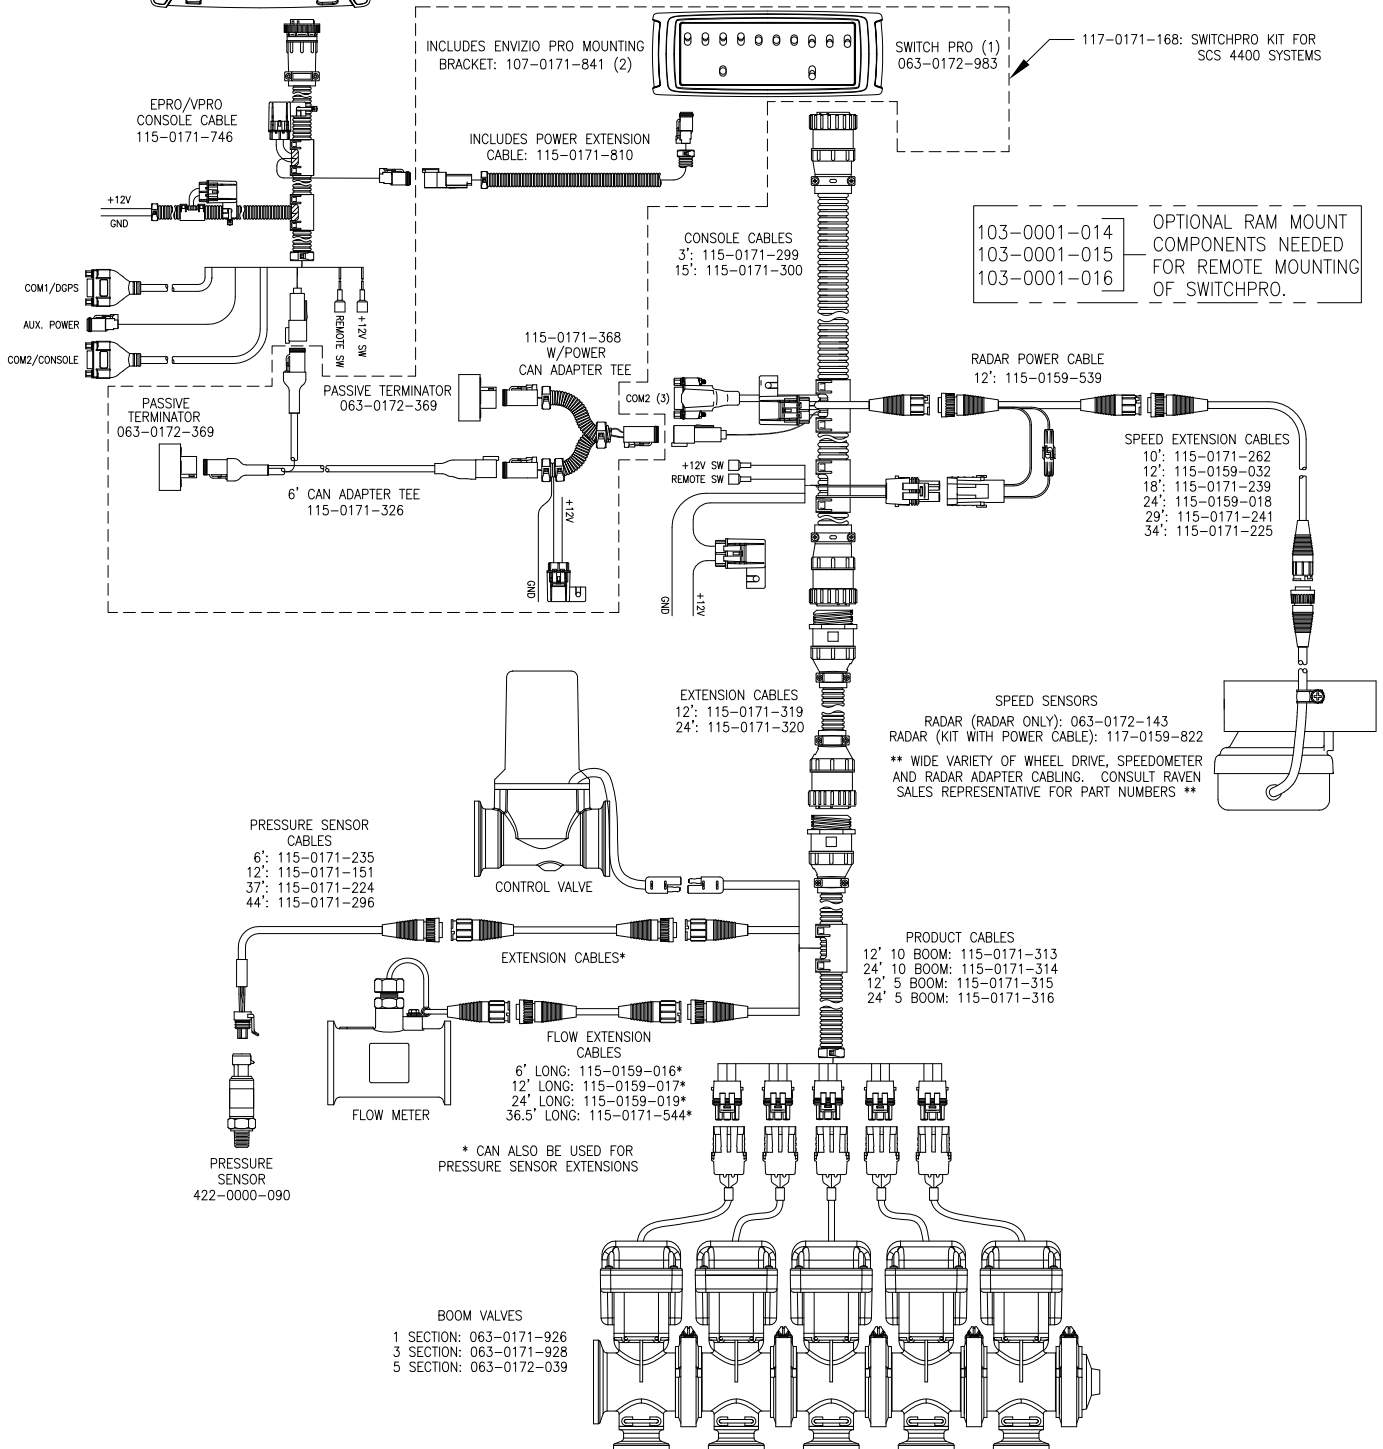 INCLUDES ENVIZIO PRO MOUNTING
BRACKET: 107-0171-841 (2)
SWITCH PRO (1)
063-0172-983
117-0171-168: SWITCHPRO KIT FOR
SCS 4400 SYSTEMS
EPRO/VPRO
CONSOLE CABLE
115-0171-746
INCLUDES POWER EXTENSION
CABLE: 115-0171-810
+12V
GND
CONSOLE CABLES
3': 115-0171-299
15': 115-0171-300
103-0001-014
103-0001-015
103-0001-016
OPTIONAL RAM MOUNT
COMPONENTS NEEDED
FOR REMOTE MOUNTING
OF SWITCHPRO.
COM1/DGPS
AUX. POWER
COM2/CONSOLE
REMOTE SW
+12V SW
115-0171-368
W/POWER
CAN ADAPTER TEE
PASSIVE TERMINATOR
063-0172-369
COM2 (3)
RADAR POWER CABLE
12': 115-0159-539
PASSIVE
TERMINATOR
063-0172-369
SPEED EXTENSION CABLES
10': 115-0171-262
12': 115-0159-032
18': 115-0171-239
24': 115-0159-018
29': 115-0171-241
34': 115-0171-225
+12V SW
REMOTE SW
6' CAN ADAPTER TEE
115-0171-326
+12V
GND
GND
+12V
EXTENSION CABLES
12': 115-0171-319
24': 115-0171-320
SPEED SENSORS
RADAR (RADAR ONLY): 063-0172-143
RADAR (KIT WITH POWER CABLE): 117-0159-822
** WIDE VARIETY OF WHEEL DRIVE, SPEEDOMETER
AND RADAR ADAPTER CABLING. CONSULT RAVEN
SALES REPRESENTATIVE FOR PART NUMBERS **
PRESSURE SENSOR
CABLES
6': 115-0171-235
12': 115-0171-151
37': 115-0171-224
44': 115-0171-296
CONTROL VALVE
EXTENSION CABLES*
PRODUCT CABLES
12' 10 BOOM: 115-0171-313
24' 10 BOOM: 115-0171-314
12' 5 BOOM: 115-0171-315
24' 5 BOOM: 115-0171-316
FLOW EXTENSION
CABLES
6' LONG: 115-0159-016*
12' LONG: 115-0159-017*
24' LONG: 115-0159-019*
36.5' LONG: 115-0171-544*
FLOW METER
* CAN ALSO BE USED FOR
PRESSURE SENSOR EXTENSIONS
PRESSURE
SENSOR
422-0000-090
BOOM VALVES
1 SECTION: 063-0171-926
3 SECTION: 063-0171-928
5 SECTION: 063-0172-039